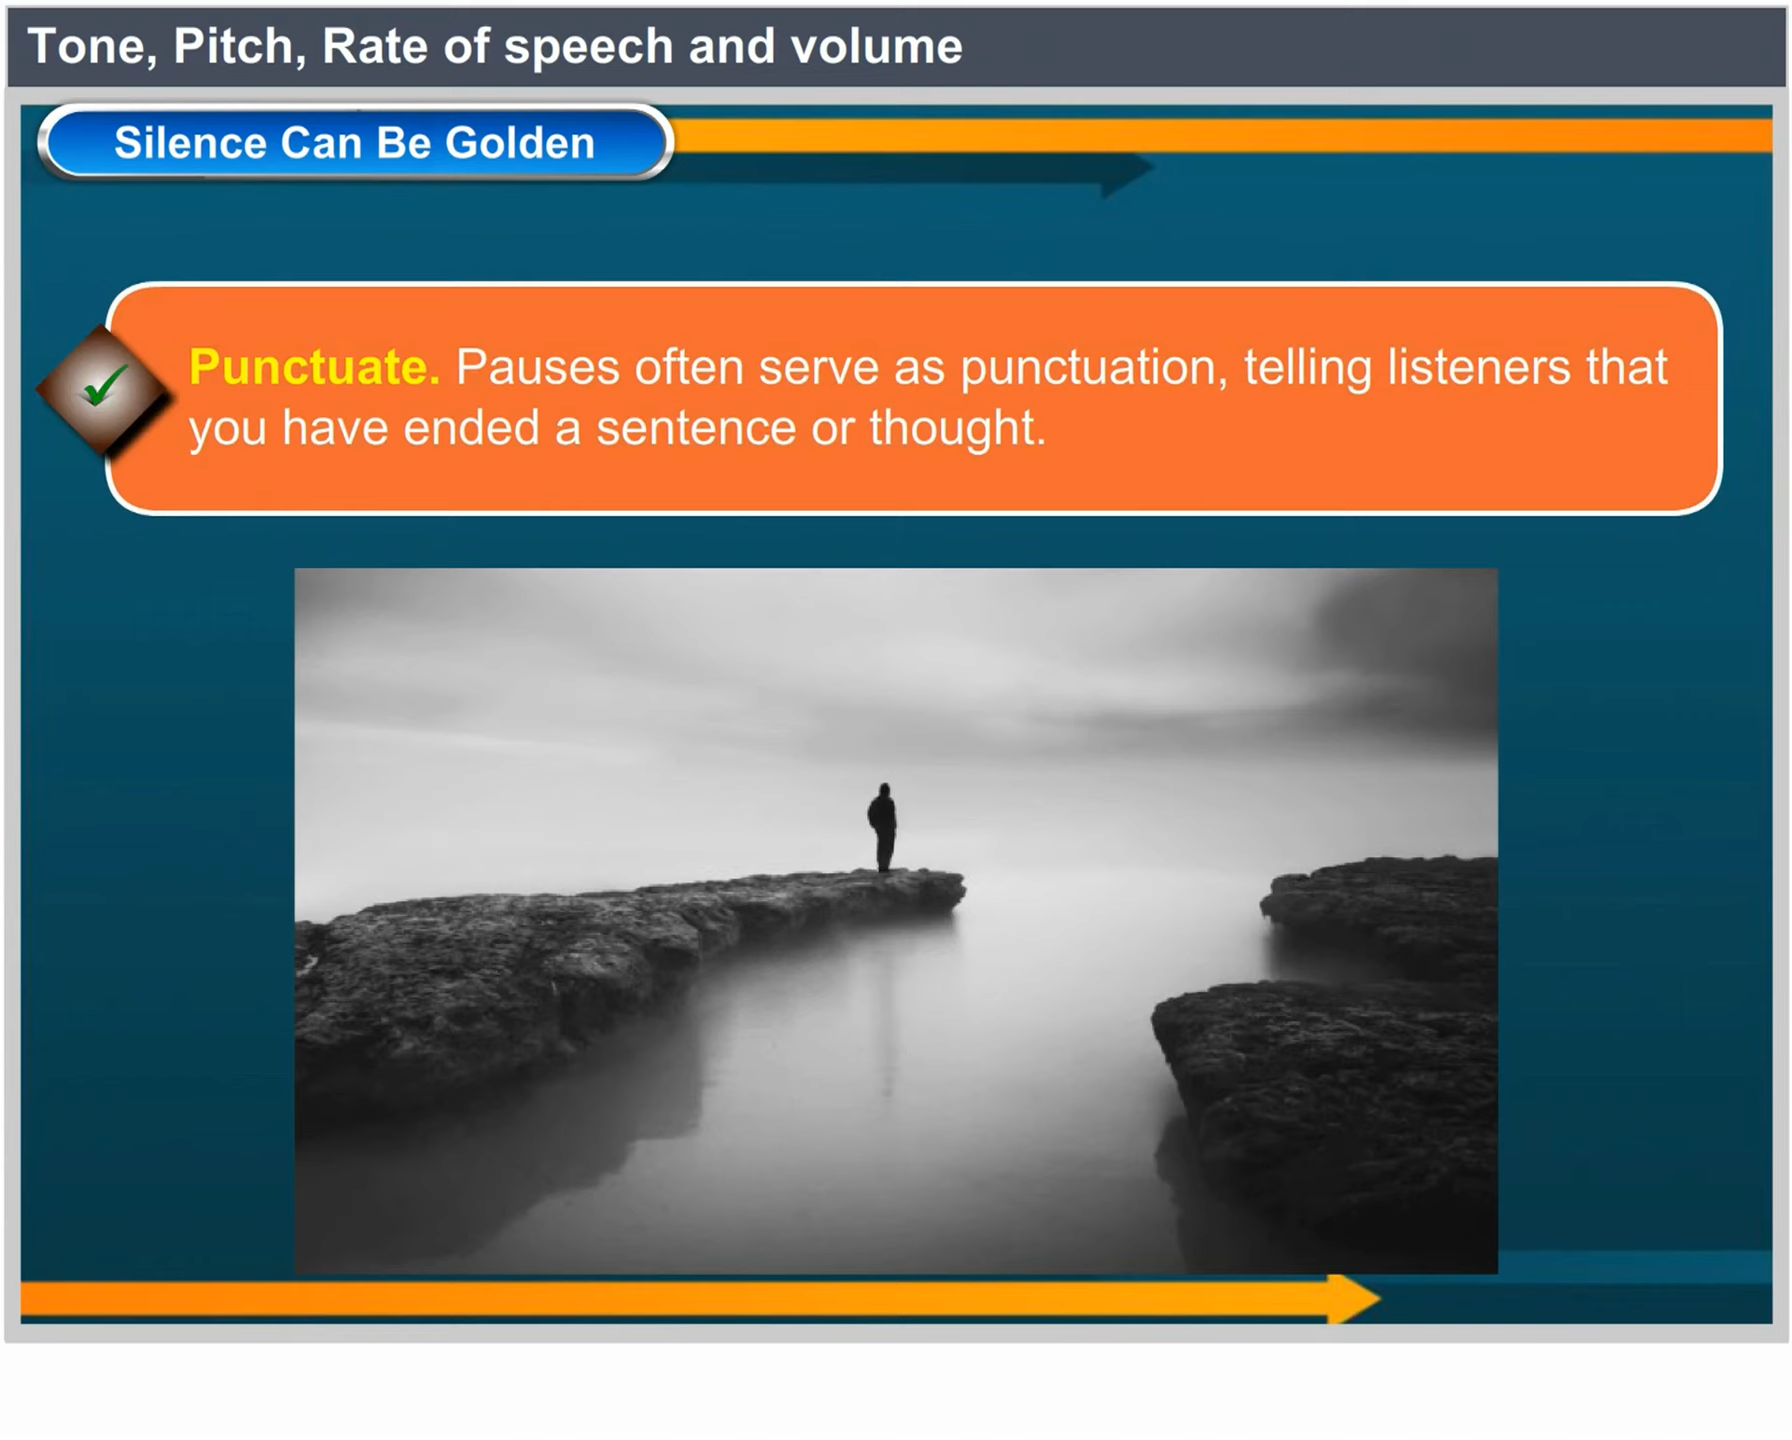 Tone, Pitch, Rate of speech and volume
Silence Can Be Golden
Punctuate. Pauses often serve as punctuation, telling listeners that
you have ended a sentence or thought.